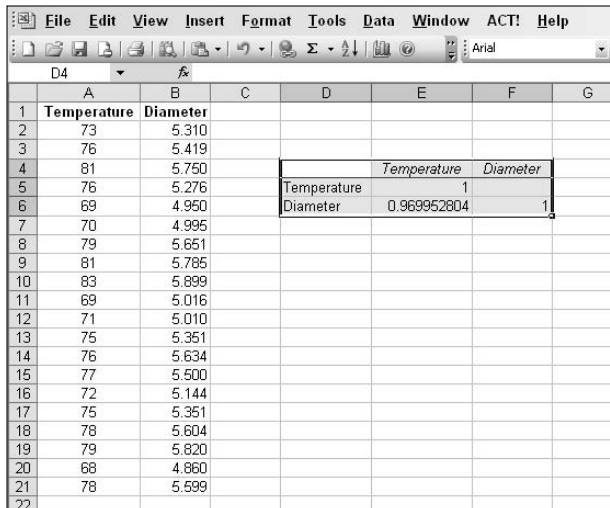 File Edit View Insert Format Tools Data Window ACT! Help
Σ Arial
D4 fx
A B C D E F G
1 Temperature Diameter
2 73 5.310
3 76 5.419
4 81 5.750 Temperature Diameter
5 76 5.276 Temperature 1
6 69 4.950 Diameter 0.969952804 1
7 70 4.995
8 79 5.651
9 81 5.785
10 83 5.899
11 69 5.016
12 71 5.010
13 75 5.351
14 76 5.634
15 77 5.500
16 72 5.144
17 75 5.351
18 78 5.604
19 79 5.820
20 68 4.860
21 78 5.599
22